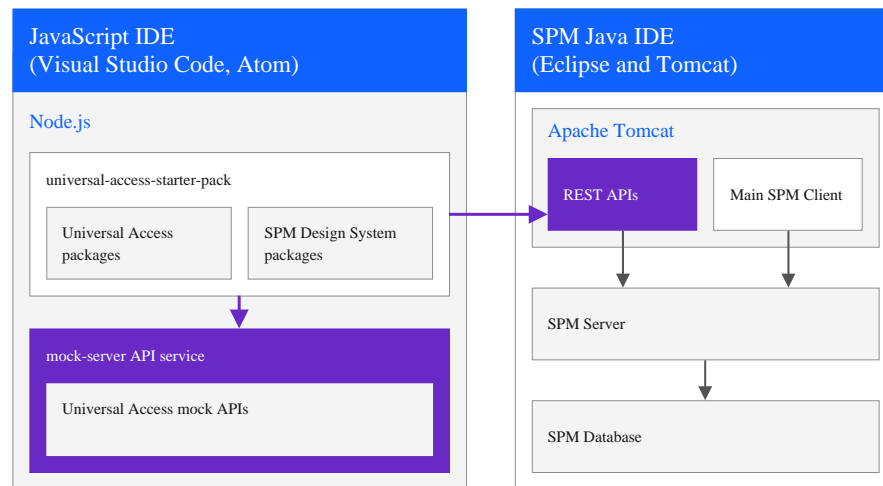 JavaScript IDE
(Visual Studio Code, Atom)
Node.js
universal-access-starter-pack
Universal Access
packages
SPM Design System
packages
mock-server API service
Universal Access mock APIs
SPM Java IDE
(Eclipse and Tomcat)
Apache Tomcat
REST APIs
Main SPM Client
SPM Server
SPM Database